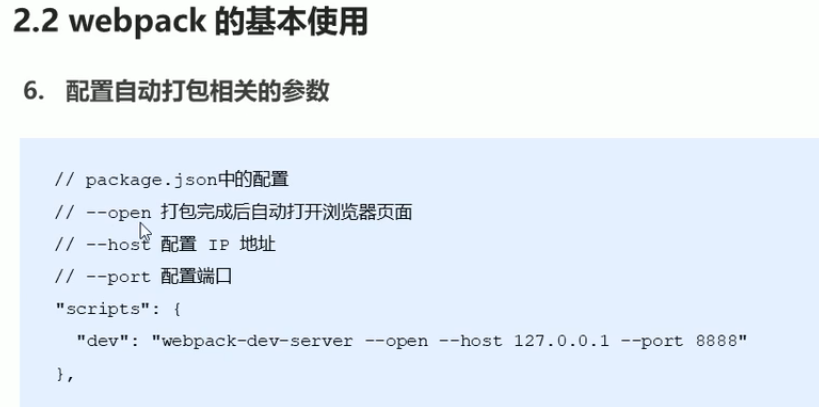 2.2 webpack 的基本使用
6. 配置自动打包相关的参数
// package.json中的配置
// --open 打包完成后自动打开浏览器页面
// --host 配置 IP 地址
// --port 配置端口
"scripts": {
"dev": "webpack-dev-server --open --host 127.0.0.1 --port 8888"
},